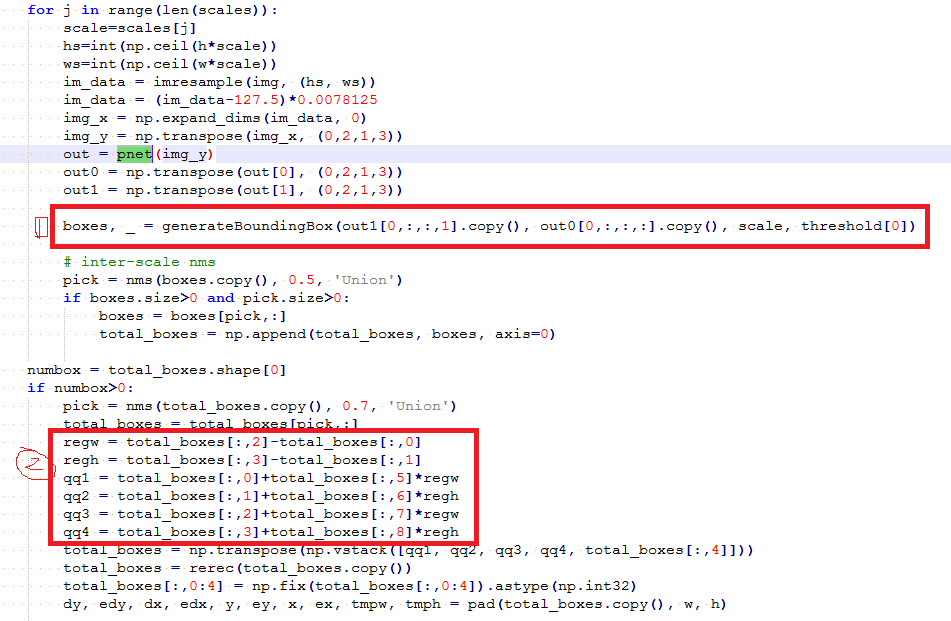 for j in range(len(scales)):
scale=scales[j]
hs=int(np.ceil(h*scale))
ws=int(np.ceil(w*scale))
im_data = imresample(img, (hs, ws))
im_data = (im_data-127.5)*0.0078125
img_x = np.expand_dims(im_data, 0)
img_y = np.transpose(img_x, (0,2,1,3))
out = pnet(img_y)
out0 = np.transpose(out[0], (0,2,1,3))
out1 = np.transpose(out[1], (0,2,1,3))
1 boxes, _ = generateBoundingBox(out1[0,:,:,1].copy(), out0[0,:,:,:].copy(), scale, threshold[0])
# inter-scale nms
pick = nms(boxes.copy(), 0.5, 'Union')
if boxes.size>0 and pick.size>0:
boxes = boxes[pick,:]
total_boxes = np.append(total_boxes, boxes, axis=0)
numbox = total_boxes.shape[0]
if numbox>0:
pick = nms(total_boxes.copy(), 0.7, 'Union')
total_boxes = total_boxes[pick,:]
regw = total_boxes[:,2]-total_boxes[:,0]
2 regh = total_boxes[:,3]-total_boxes[:,1]
qq1 = total_boxes[:,0]+total_boxes[:,5]*regw
qq2 = total_boxes[:,1]+total_boxes[:,6]*regh
qq3 = total_boxes[:,2]+total_boxes[:,7]*regw
qq4 = total_boxes[:,3]+total_boxes[:,8]*regh
total_boxes = np.transpose(np.vstack([qq1, qq2, qq3, qq4, total_boxes[:,4]]))
total_boxes = rerec(total_boxes.copy())
total_boxes[:,0:4] = np.fix(total_boxes[:,0:4]).astype(np.int32)
dy, edy, dx, edx, y, ey, x, ex, tmpw, tmph = pad(total_boxes.copy(), w, h)